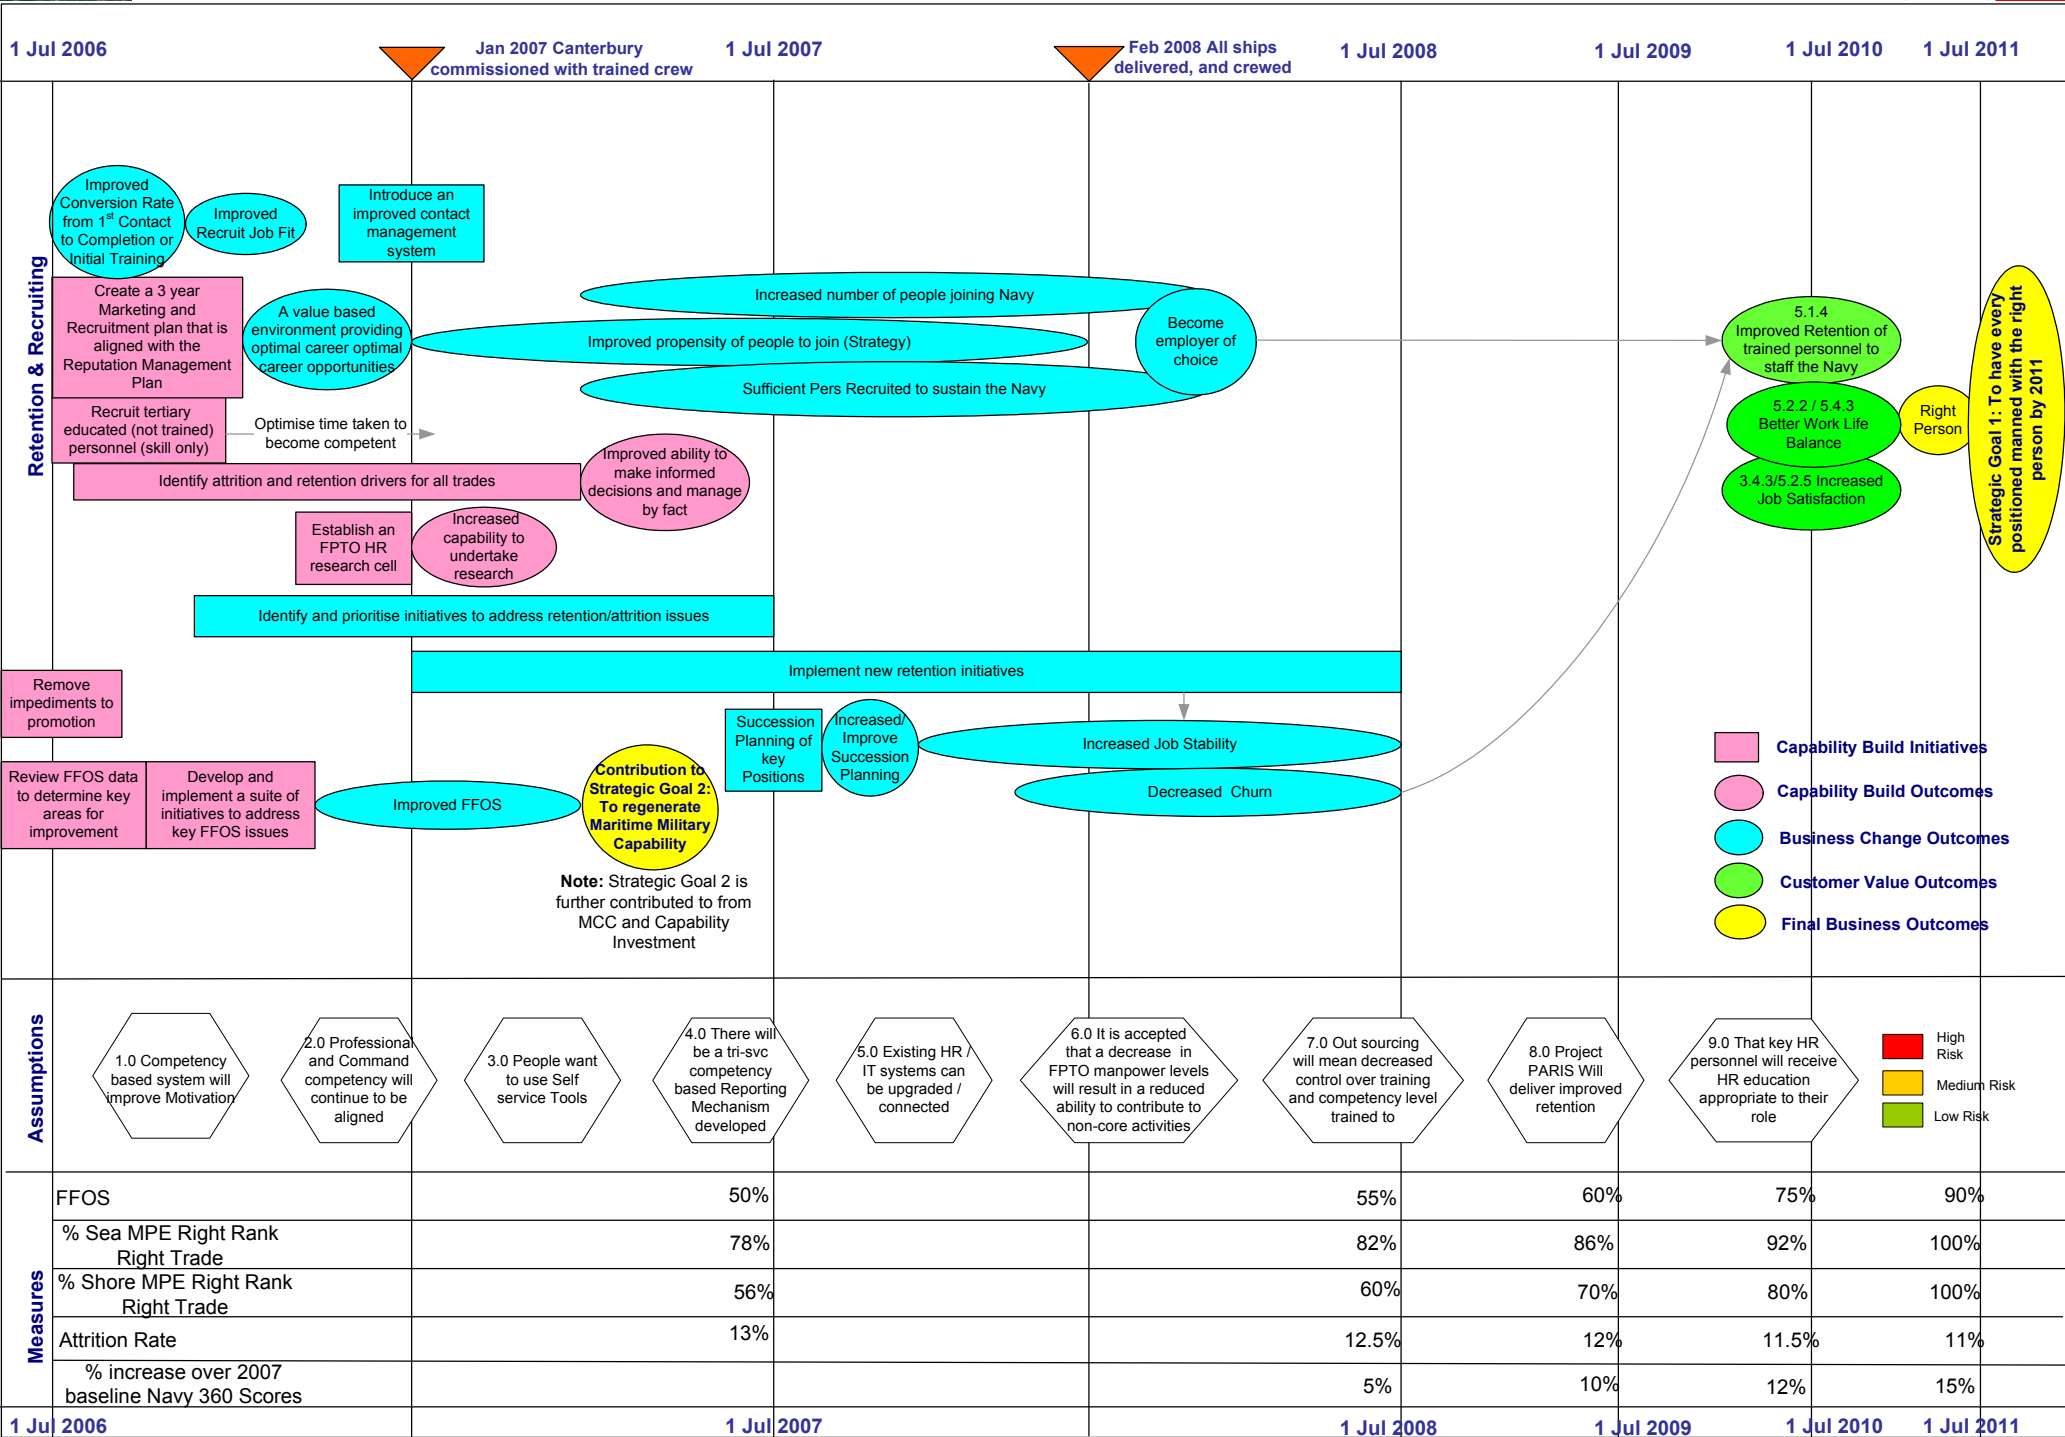 1 Jul 2006
Jan 2007 Canterbury
commissioned with trained crew
1 Jul 2007
Feb 2008 All ships
delivered, and crewed
1 Jul 2008
1 Jul 2009
1 Jul 2010
1 Jul 2011
Retention & Recruiting
Improved
Conversion Rate
from 1st Contact
to Completion or
Initial Training
Improved
Recruit Job Fit
Introduce an
improved contact
management
system
Create a 3 year
Marketing and
Recruitment plan that is
aligned with the
Reputation Management
Plan
A value based
environment providing
optimal career optimal
career opportunities
Increased number of people joining Navy
Improved propensity of people to join (Strategy)
Sufficient Pers Recruited to sustain the Navy
Become
employer of
choice
5.1.4
Improved Retention of
trained personnel to
staff the Navy
5.2.2 / 5.4.3
Better Work Life
Balance
3.4.3/5.2.5 Increased
Job Satisfaction
Right
Person
Strategic Goal 1: To have every
positioned manned with the right
person by 2011
Recruit tertiary
educated (not trained)
personnel (skill only)
Optimise time taken to
become competent
Identify attrition and retention drivers for all trades
Improved ability to
make informed
decisions and manage
by fact
Establish an
FPTO HR
research cell
Increased
capability to
undertake
research
Identify and prioritise initiatives to address retention/attrition issues
Implement new retention initiatives
Remove
impediments to
promotion
Succession
Planning of
key
Positions
Increased/
Improve
Succession
Planning
Increased Job Stability
Decreased Churn
Review FFOS data
to determine key
areas for
improvement
Develop and
implement a suite of
initiatives to address
key FFOS issues
Improved FFOS
Contribution to
Strategic Goal 2:
To regenerate
Maritime Military
Capability
Note: Strategic Goal 2 is
further contributed to from
MCC and Capability
Investment
Capability Build Initiatives
Capability Build Outcomes
Business Change Outcomes
Customer Value Outcomes
Final Business Outcomes
Assumptions
1.0 Competency
based system will
improve Motivation
2.0 Professional
and Command
competency will
continue to be
aligned
3.0 People want
to use Self
service Tools
4.0 There will
be a tri-svc
competency
based Reporting
Mechanism
developed
5.0 Existing HR /
IT systems can
be upgraded /
connected
6.0 It is accepted
that a decrease in
FPTO manpower levels
will result in a reduced
ability to contribute to
non-core activities
7.0 Out sourcing
will mean decreased
control over training
and competency level
trained to
8.0 Project
PARIS Will
deliver improved
retention
9.0 That key HR
personnel will receive
HR education
appropriate to their
role
High
Risk
Medium Risk
Low Risk
Measures
FFOS 50% 55% 60% 75% 90%
% Sea MPE Right Rank
Right Trade
78% 82% 86% 92% 100%
% Shore MPE Right Rank
Right Trade
56% 60% 70% 80% 100%
Attrition Rate 13% 12.5% 12% 11.5% 11%
% increase over 2007
baseline Navy 360 Scores
5% 10% 12% 15%
1 Jul 2006
1 Jul 2007
1 Jul 2008
1 Jul 2009
1 Jul 2010
1 Jul 2011